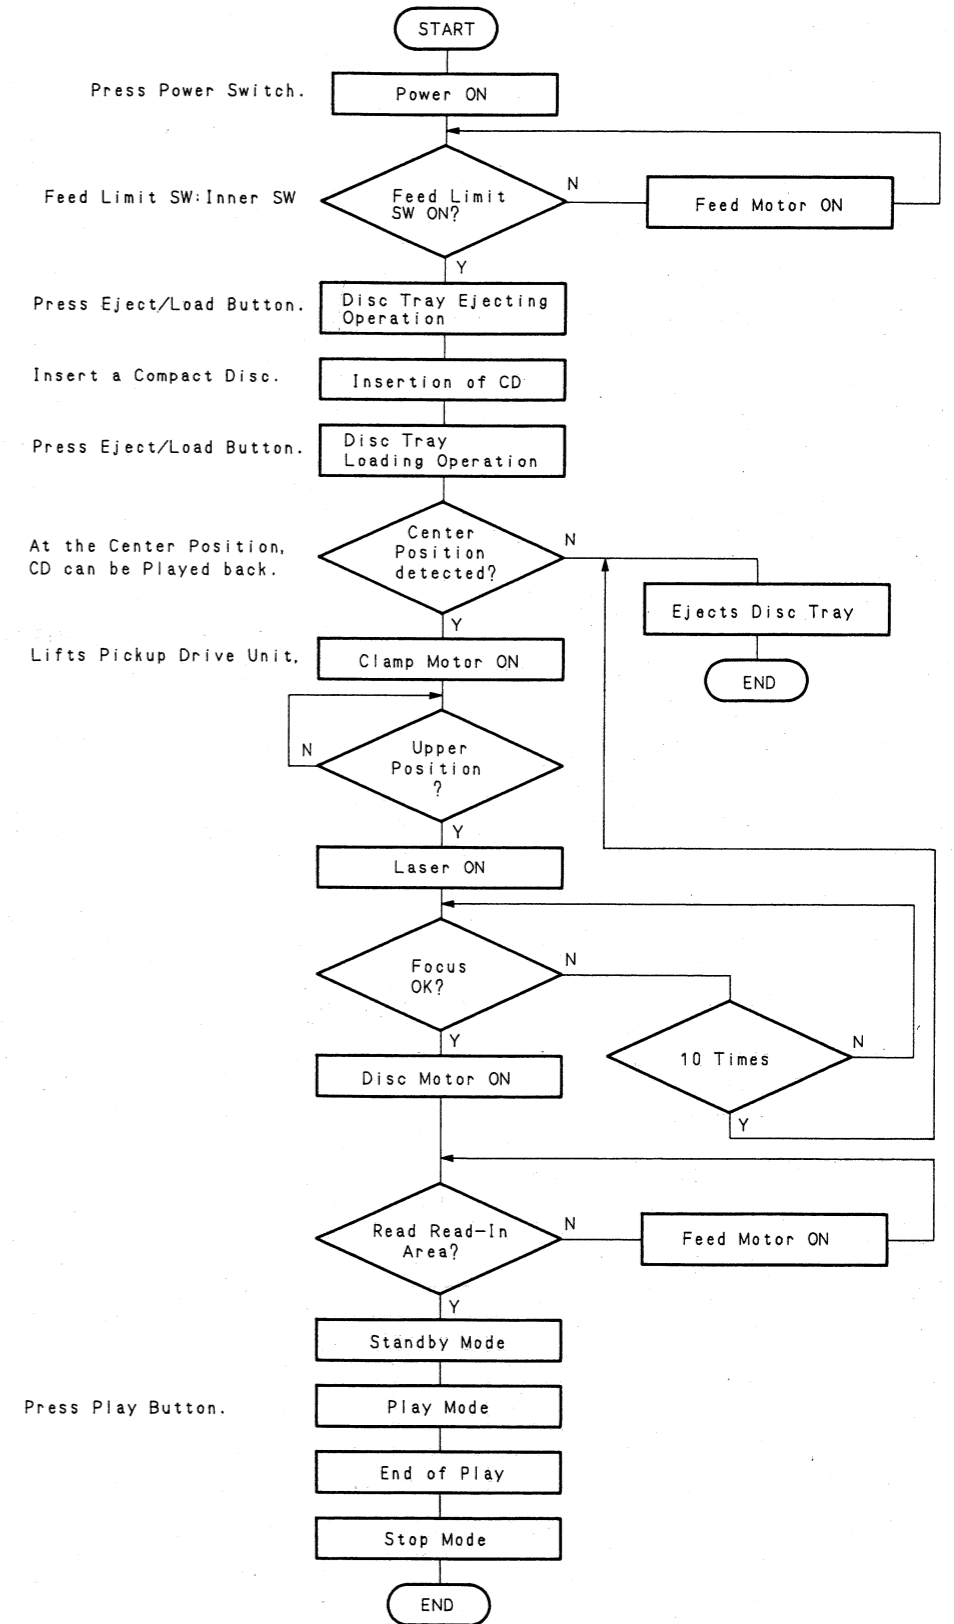 START
Press Power Switch.
Power ON
Feed Limit SW:Inner SW
Feed Limit
SW ON?
N
Feed Motor ON
Y
Press Eject/Load Button.
Disc Tray Ejecting
Operation
Insert a Compact Disc.
Insertion of CD
Press Eject/Load Button.
Disc Tray
Loading Operation
At the Center Position,
CD can be Played back.
Center
Position
detected?
N
Ejects Disc Tray
END
Y
Lifts Pickup Drive Unit.
Clamp Motor ON
N
Upper
Position
?
Y
Laser ON
Focus
OK?
N
10 Times
N
Y
Y
Disc Motor ON
Read Read-In
Area?
N
Feed Motor ON
Y
Standby Mode
Press Play Button.
Play Mode
End of Play
Stop Mode
END